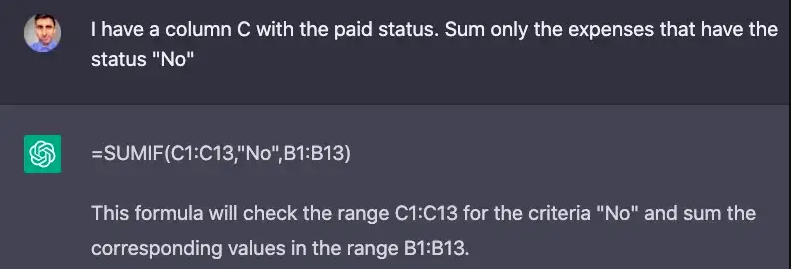 I have a column C with the paid status. Sum only the expenses that have the
status "No"
=SUMIF(C1:C13,"No",B1:B13)
This formula will check the range C1:C13 for the criteria "No" and sum the
corresponding values in the range B1:B13.